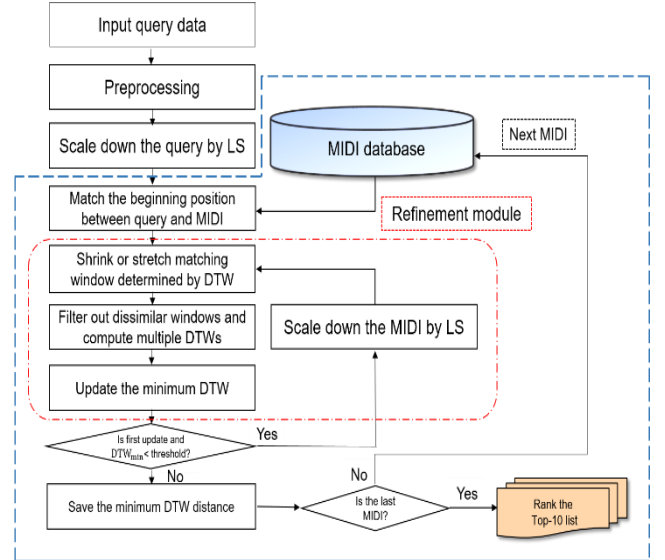 Input query data
Preprocessing
Scale down the query by LS
MIDI database
Next MIDI
Match the beginning position
between query and MIDI
Refinement module
Shrink or stretch matching
window determined by DTW
Filter out dissimilar windows and
compute multiple DTWs
Scale down the MIDI by LS
Update the minimum DTW
Is first update and
DTWmin< threshold?
Yes
No
Save the minimum DTW distance
Is the last
MIDI?
No
Yes
Rank the
Top-10 list